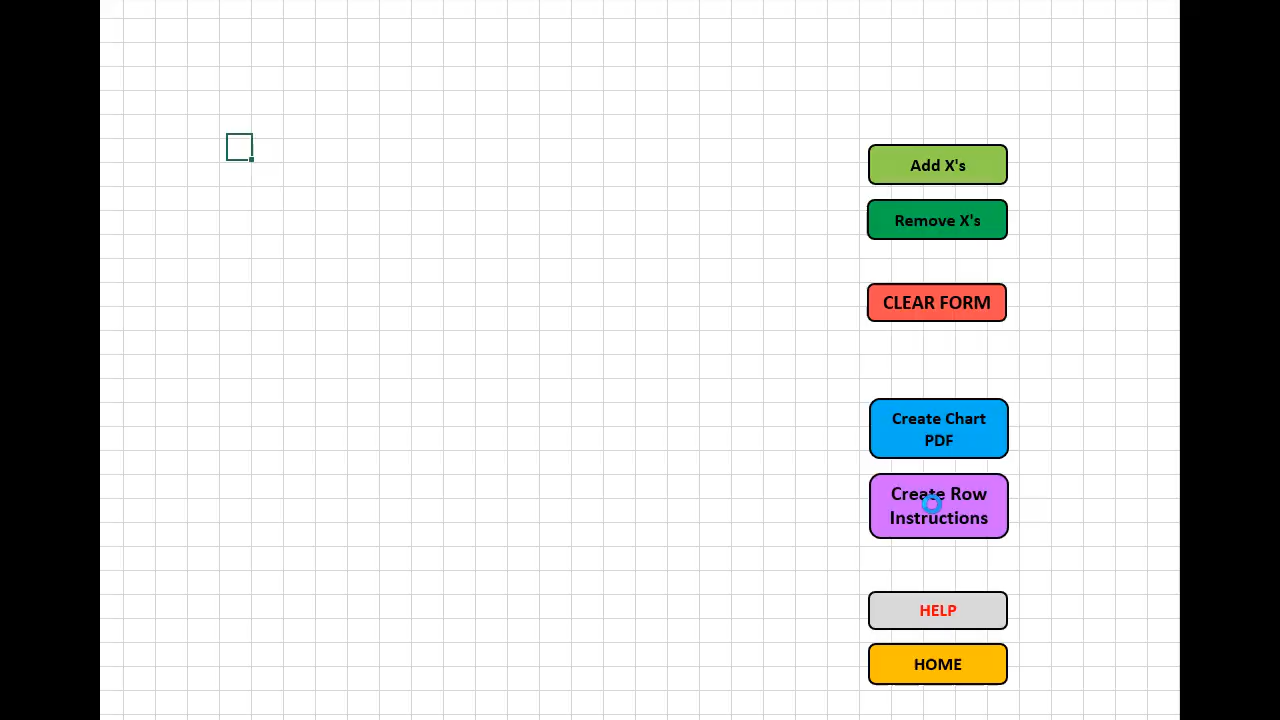 Add X's
Remove X's
CLEAR FORM
Create Chart
PDF
Create Row
Instructions
HELP
HOME